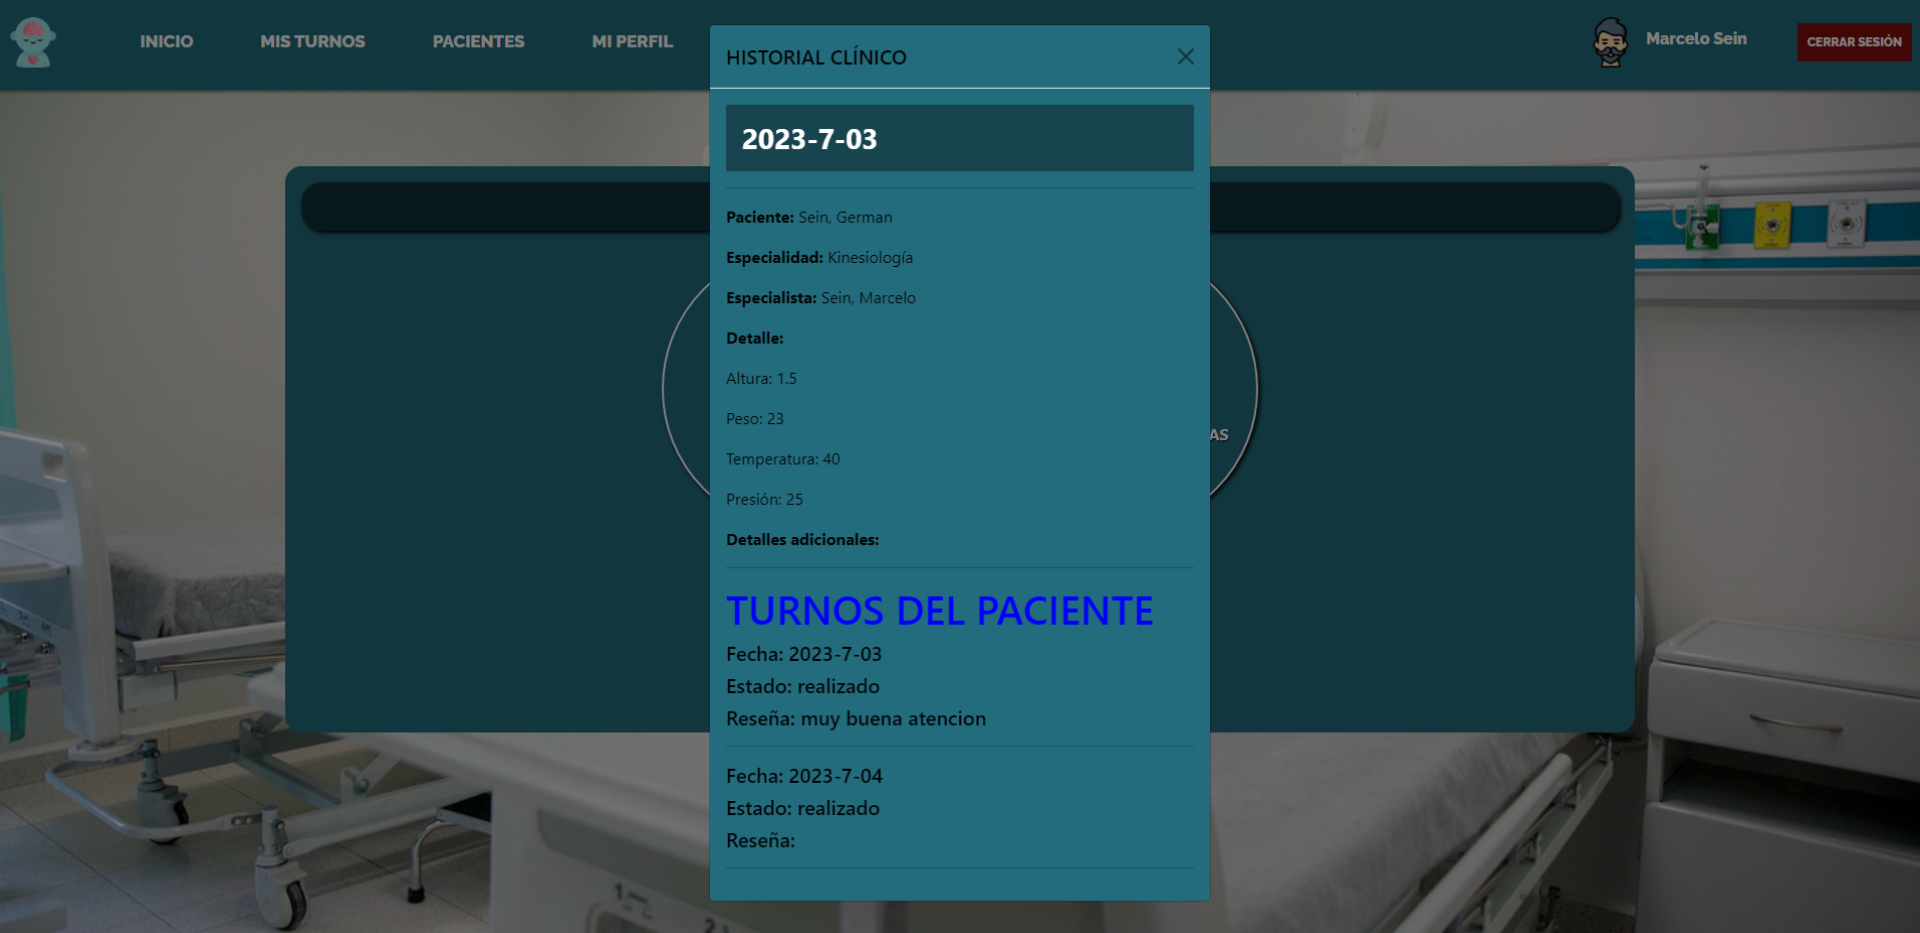 INICIO
MIS TURNOS
PACIENTES
MI PERFIL
Marcelo Sein
CERRAR SESIÓN
HISTORIAL CLÍNICO
2023-7-03
Paciente: Sein, German
Especialidad: Kinesiología
Especialista: Sein, Marcelo
Detalle:
Altura: 1.5
Peso: 23
Temperatura: 40
Presión: 25
Detalles adicionales:
TURNOS DEL PACIENTE
Fecha: 2023-7-03
Estado: realizado
Reseña: muy buena atencion
Fecha: 2023-7-04
Estado: realizado
Reseña:
AS
1
2